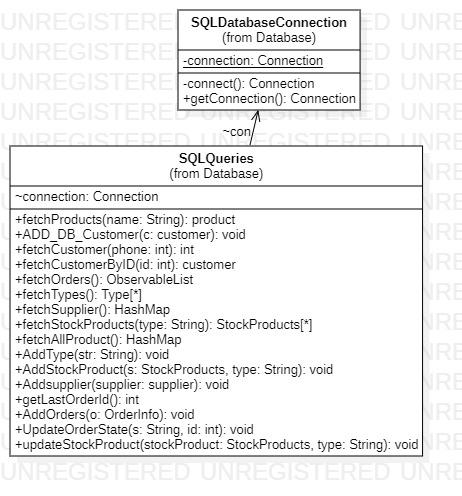 UNREGISTERED UNREGISTERED UNRE
SQLDatabaseConnection
(from Database)
-connection: Connection
-connect(): Connection
+getConnection(): Connection
~con
SQLQueries
(from Database)
~connection: Connection
+fetchProducts(name: String): product
+ADD_DB_Customer(c: customer): void
+fetchCustomer(phone: int): int
+fetchCustomerByID(id: int): customer
+fetchOrders(): ObservableList
+fetchTypes(): Type[*]
+fetchSupplier(): HashMap
+fetchStockProducts(type: String): StockProducts[*]
+fetchAllProduct(): HashMap
+AddType(str: String): void
+AddStockProduct(s: StockProducts, type: String): void
+Addsupplier(supplier: supplier): void
+getLastOrderId(): int
+AddOrders(o: OrderInfo): void
+UpdateOrderState(s: String, id: int): void
+updateStockProduct(stockProduct: StockProducts, type: String): void
UNREGISTERED UNREGISTERED UNRE